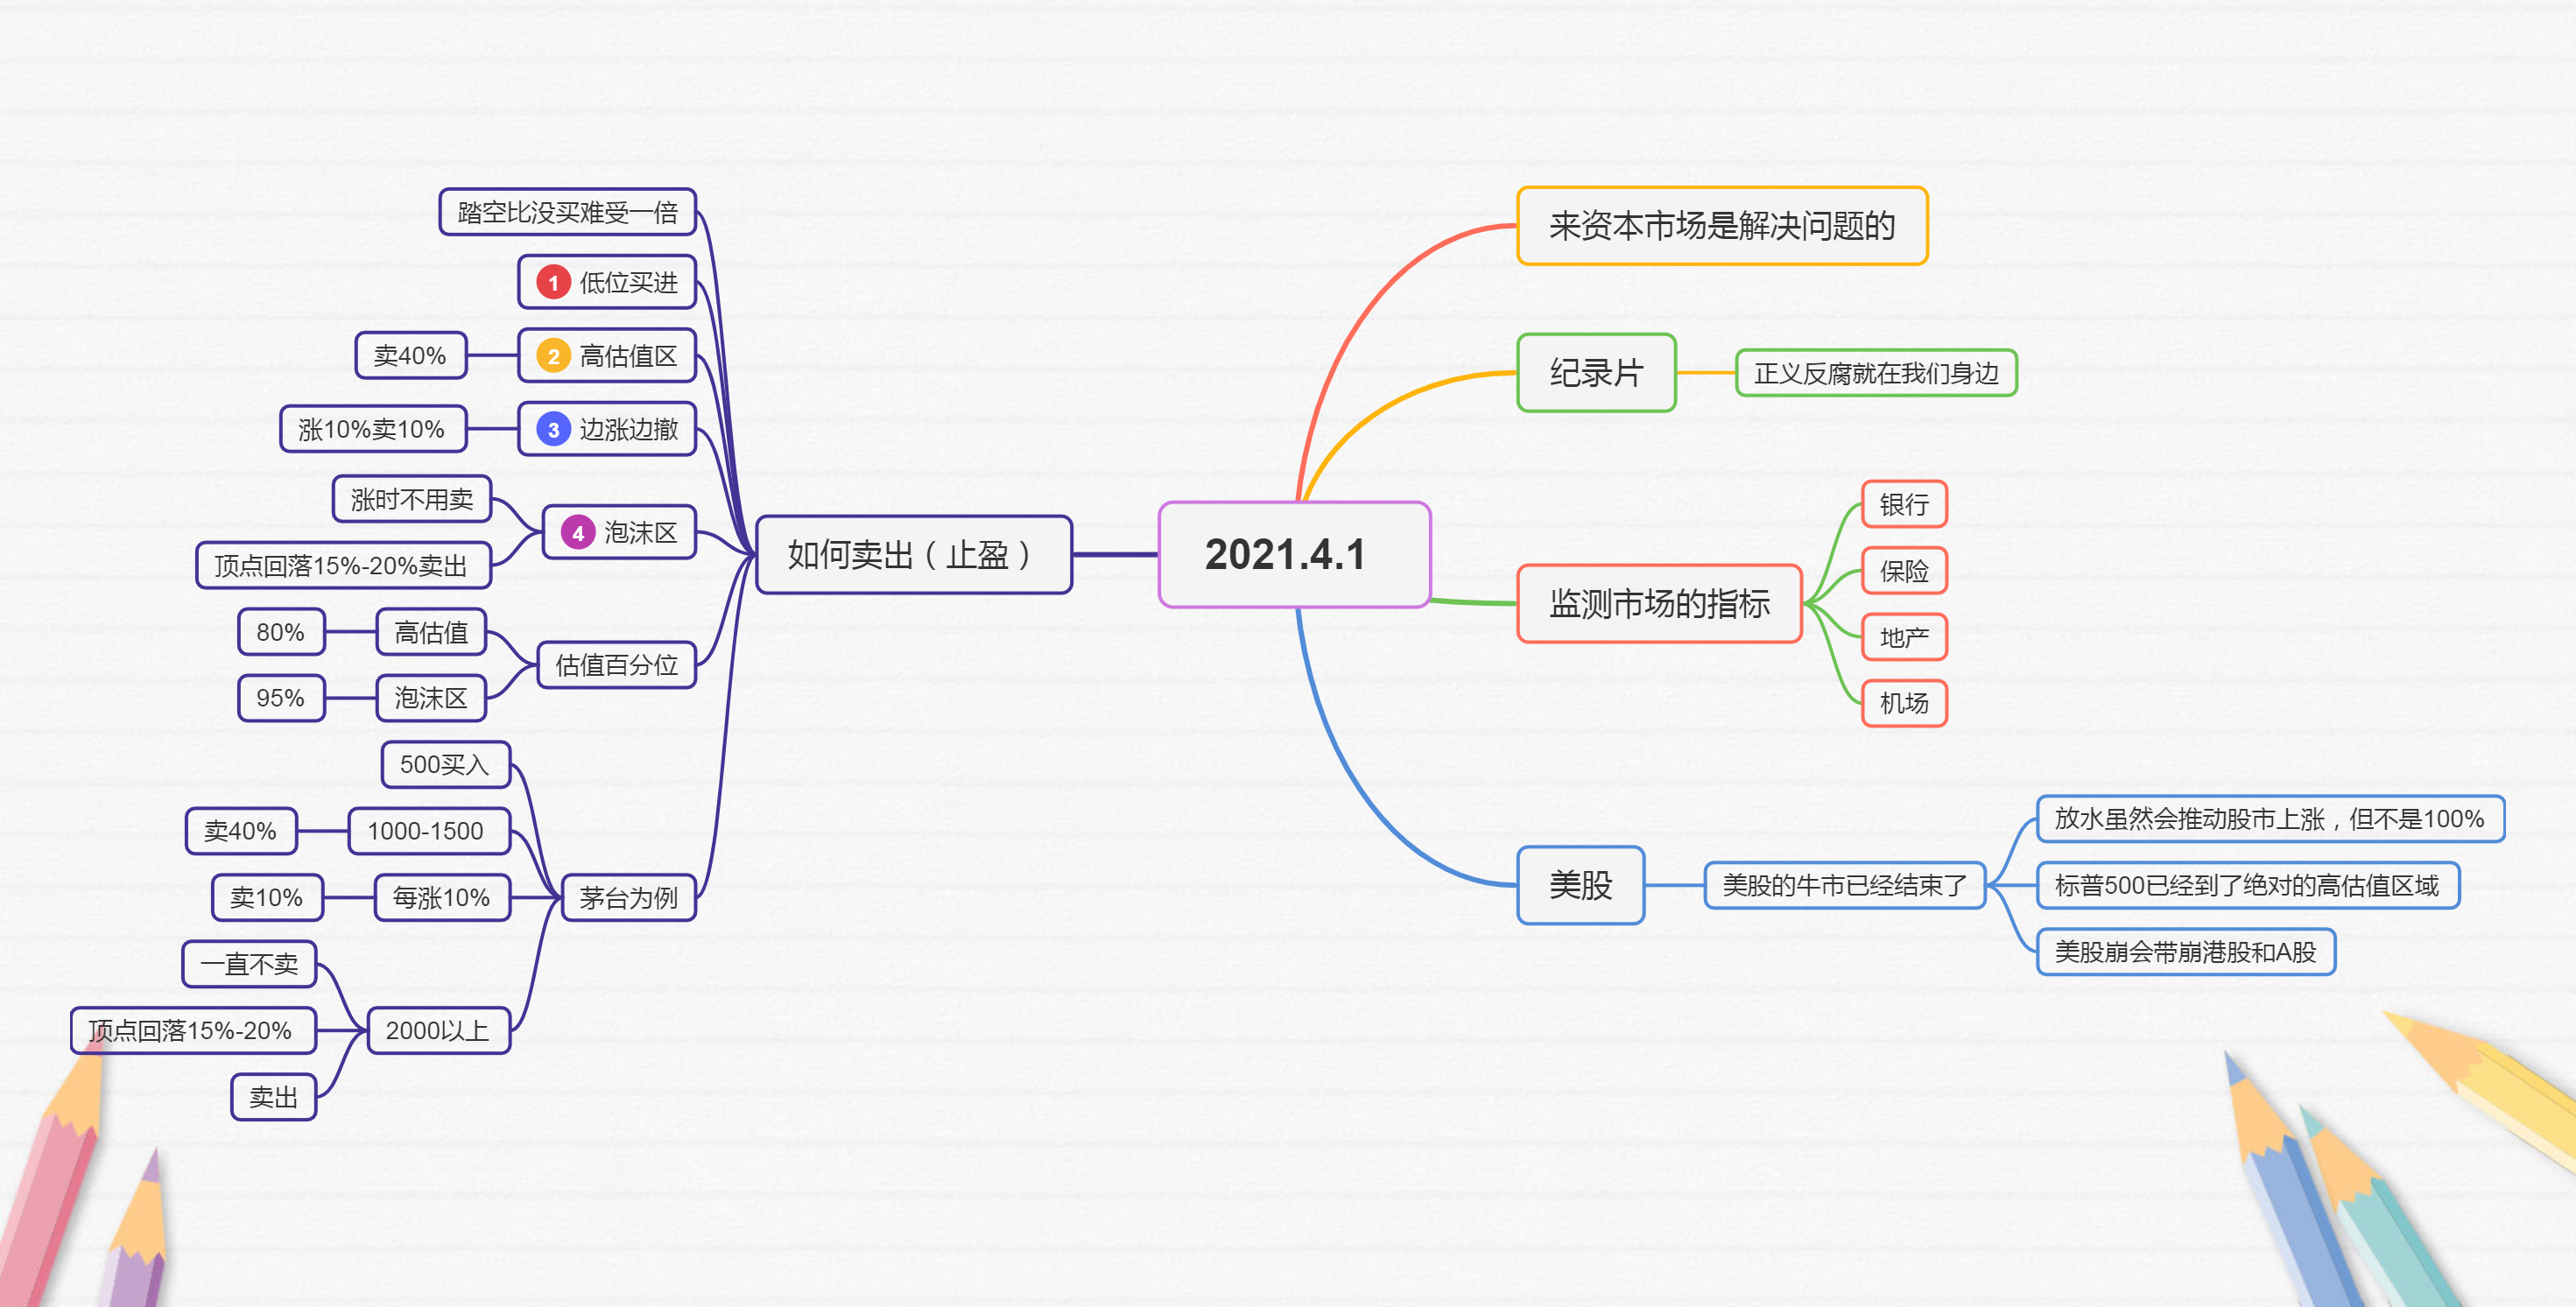 2021.4.1
来资本市场是解决问题的
纪录片
正义反腐就在我们身边
监测市场的指标
银行
保险
地产
机场
美股
美股的牛市已经结束了
放水虽然会推动股市上涨，但不是100%
标普500已经到了绝对的高估值区域
美股崩会带崩港股和A股
如何卖出（止盈）
踏空比没买难受一倍
1 低位买进
2 高估值区
卖40%
3 边涨边撤
涨10%卖10%
4 泡沫区
涨时不用卖
顶点回落15%-20%卖出
估值百分位
高估值
80%
泡沫区
95%
茅台为例
500买入
1000-1500
卖40%
每涨10%
卖10%
2000以上
一直不卖
顶点回落15%-20%
卖出